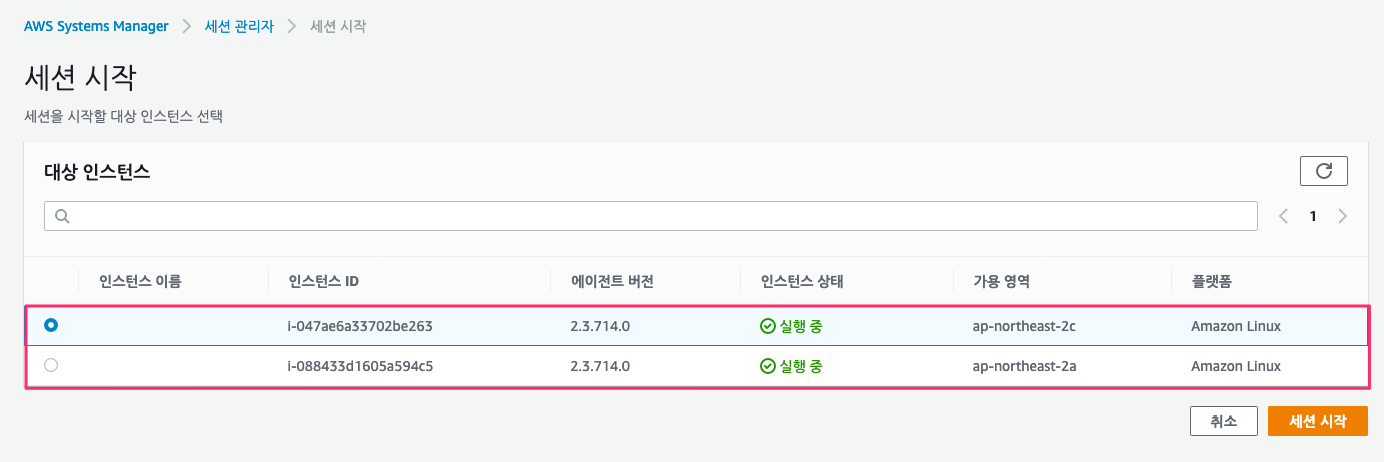 AWS Systems Manager > 세션 관리자 > 세션 시작
세션 시작
세션을 시작할 대상 인스턴스 선택
대상 인스턴스
1
인스턴스 이름 인스턴스 ID 에이전트 버전 인스턴스 상태 가용 영역 플랫폼
i-047ae6a33702be263 2.3.714.0 실행 중 ap-northeast-2c Amazon Linux
i-088433d1605a594c5 2.3.714.0 실행 중 ap-northeast-2a Amazon Linux
취소 세션 시작